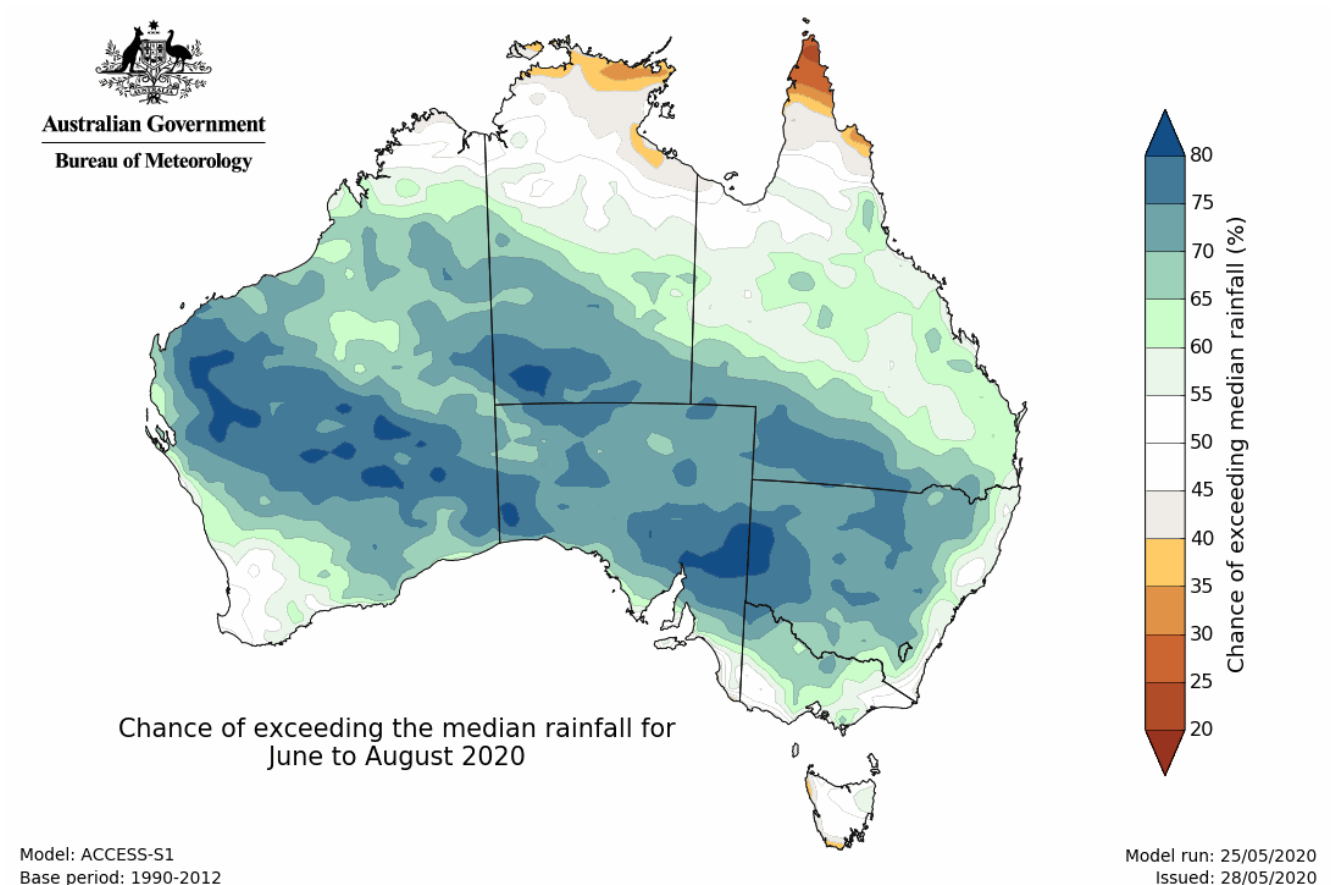 AUSTRALIA
Australian Government
Bureau of Meteorology
80
75
70
65
60
55
50
45
40
35
30
25
20
Chance of exceeding median rainfall (%)
Chance of exceeding the median rainfall for
June to August 2020
Model: ACCESS-S1
Base period: 1990-2012
Model run: 25/05/2020
Issued: 28/05/2020